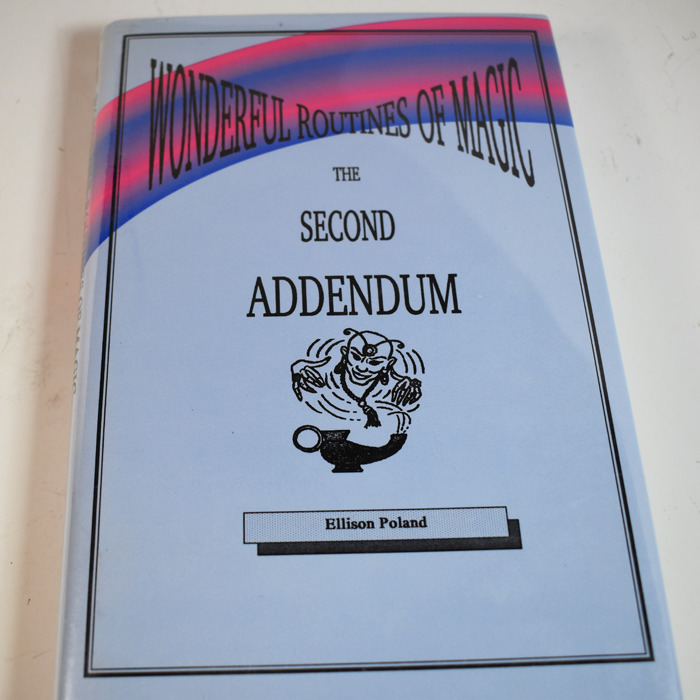 WONDERFUL ROUTINES OF MAGIC
THE
SECOND
ADDENDUM
Ellison Poland